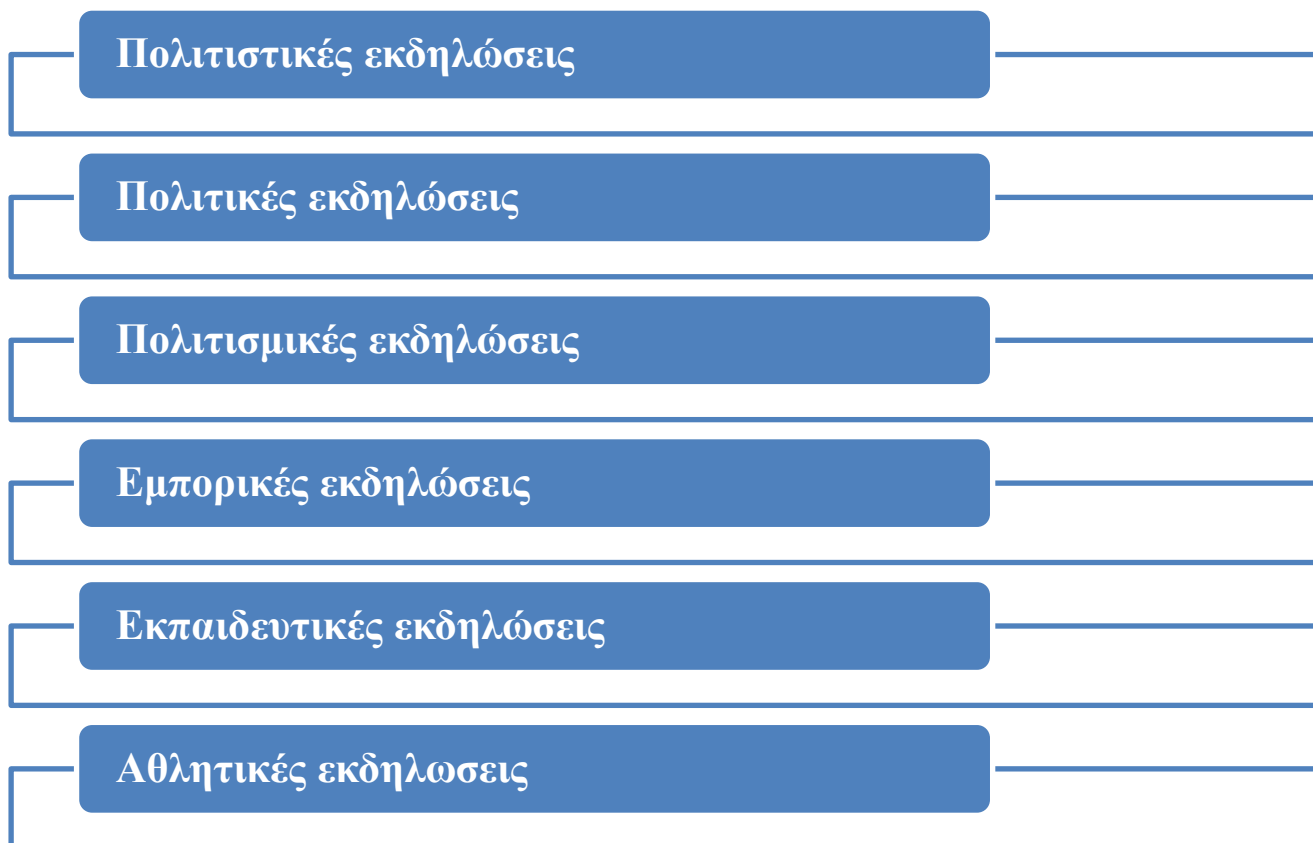 Πολιτιστικές εκδηλώσεις
Πολιτικές εκδηλώσεις
Πολιτισμικές εκδηλώσεις
Εμπορικές εκδηλώσεις
Εκπαιδευτικές εκδηλώσεις
Αθλητικές εκδηλωσεις